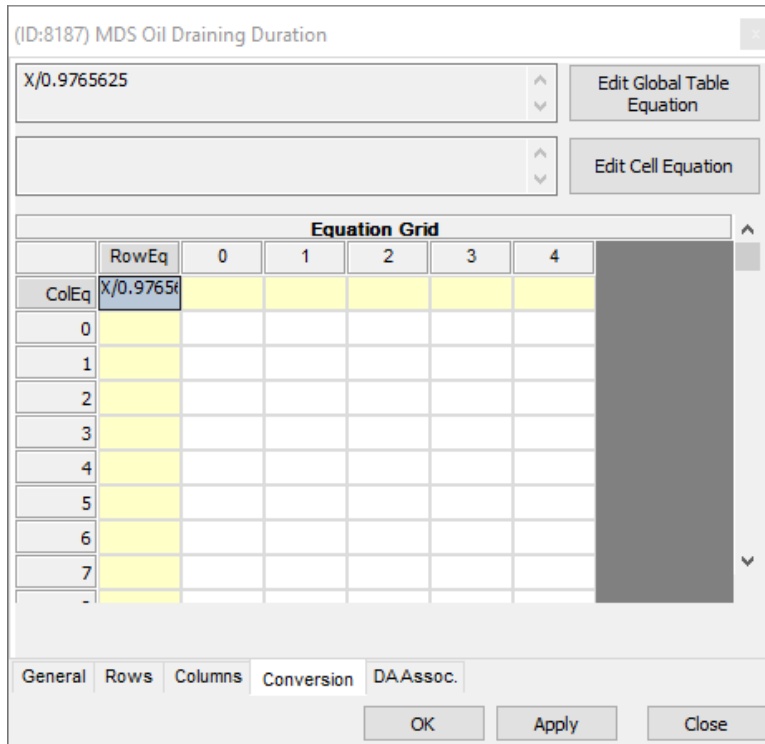 (ID:8187) MDS Oil Draining Duration
x
X/0.9765625
Edit Global Table
Equation
Edit Cell Equation
Equation Grid
RowEq 0 1 2 3 4
ColEq X/0.9765
0
1
2
3
4
5
6
7
General Rows Columns Conversion DA Assoc.
OK Apply Close